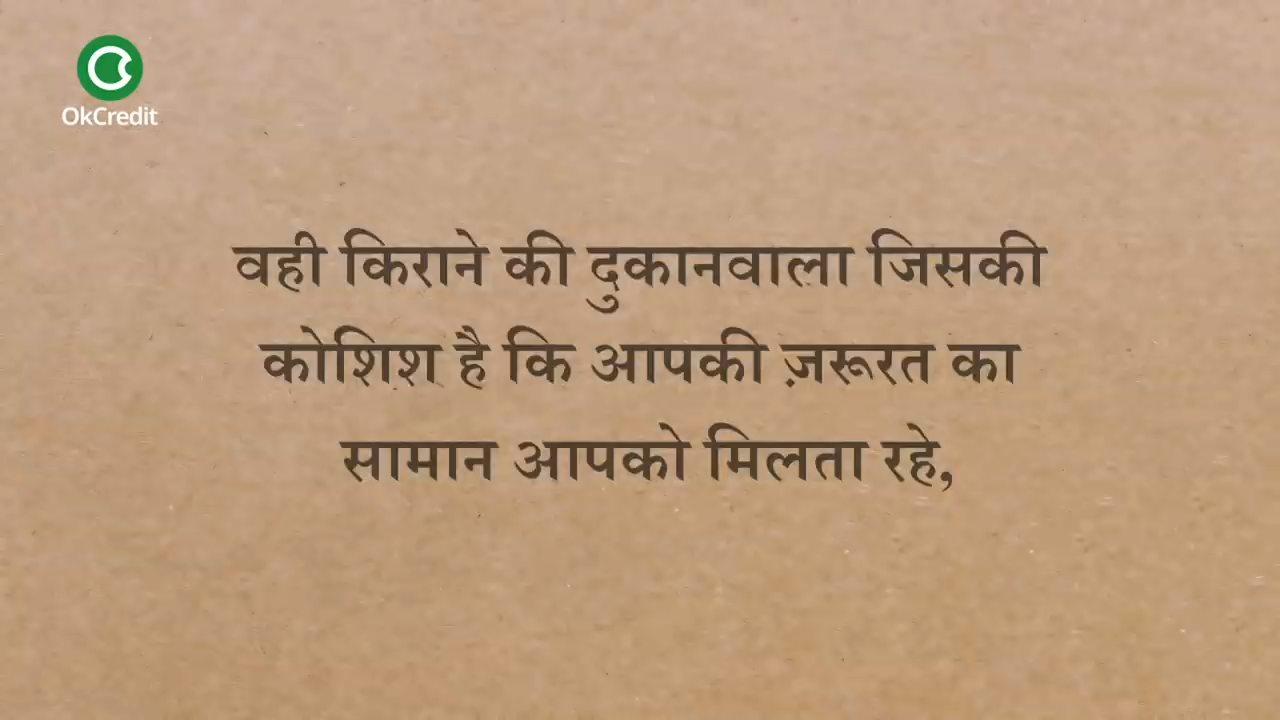 OkCredit
वही किराने की दुकानवाला जिसकी
कोशिश है कि आपकी ज़रूरत का
सामान आपको मिलता रहे,